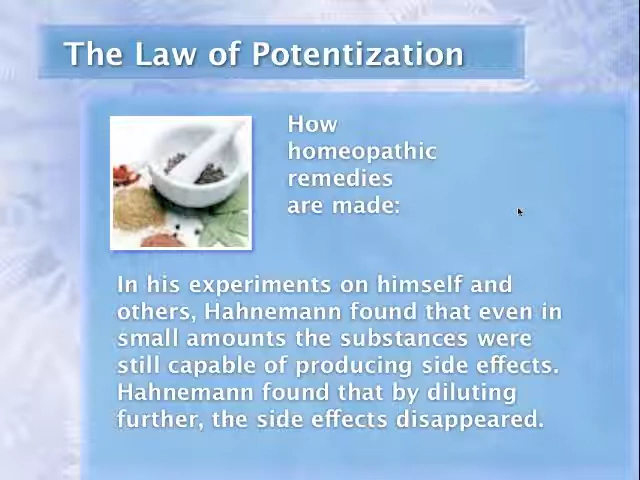 The Law of Potentization
How
homeopathic
remedies
are made:
In his experiments on himself and
others, Hahnemann found that even in
small amounts the substances were
still capable of producing side effects.
Hahnemann found that by diluting
further, the side effects disappeared.